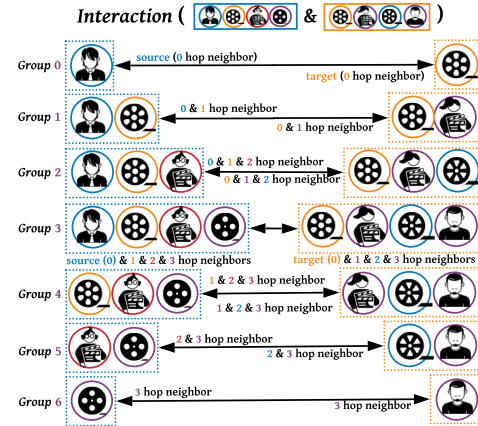 Interaction ( & )
Group 0
source (0 hop neighbor)
target (0 hop neighbor)
Group 1
0 & 1 hop neighbor
0 & 1 hop neighbor
Group 2
0 & 1 & 2 hop neighbor
0 & 1 & 2 hop neighbor
Group 3
source (0) & 1 & 2 & 3 hop neighbors
target (0) & 1 & 2 & 3 hop neighbors
Group 4
1 & 2 & 3 hop neighbor
1 & 2 & 3 hop neighbor
Group 5
2 & 3 hop neighbor
2 & 3 hop neighbor
Group 6
3 hop neighbor
3 hop neighbor